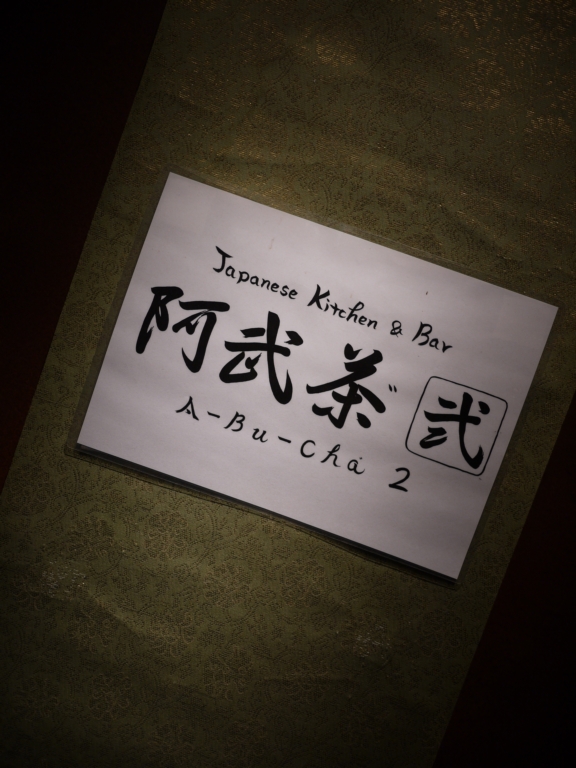 Japanese Kitchen & Bar
阿武茶 弐
A-Bu-Cha 2